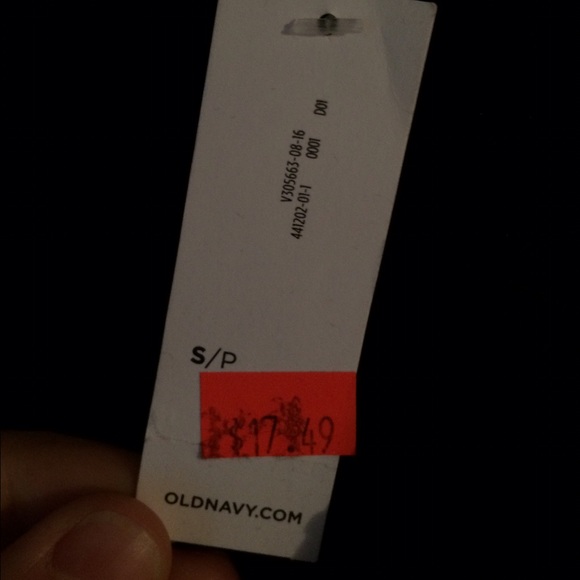 D01
V305663-08-16 0001
441202-01-1
S/P
$17.49
OLDNAVY.COM